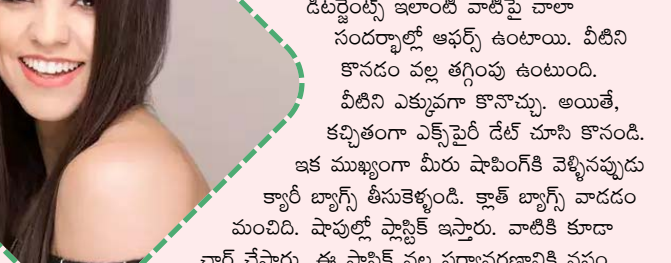 డిటర్జెంట్స్ ఇలాంటి వాటిపై చాలా
సందర్భాల్లో ఆఫర్స్ ఉంటాయి. వీటిని
కొనడం వల్ల తగ్గింపు ఉంటుంది.
వీటిని ఎక్కువగా కొనొచ్చు. అయితే,
కచ్చితంగా ఎక్స్‌పైరీ డేట్ చూసి కొనండి.
ఇక ముఖ్యంగా మీరు షాపింగ్‌కి వెళ్ళినప్పుడు
క్యారీ బ్యాగ్స్ తీసుకెళ్ళండి. క్లాత్ బ్యాగ్స్ వాడడం
మంచిది. షాపుల్లో ప్లాస్టిక్ ఇస్తారు. వాటికి కూడా